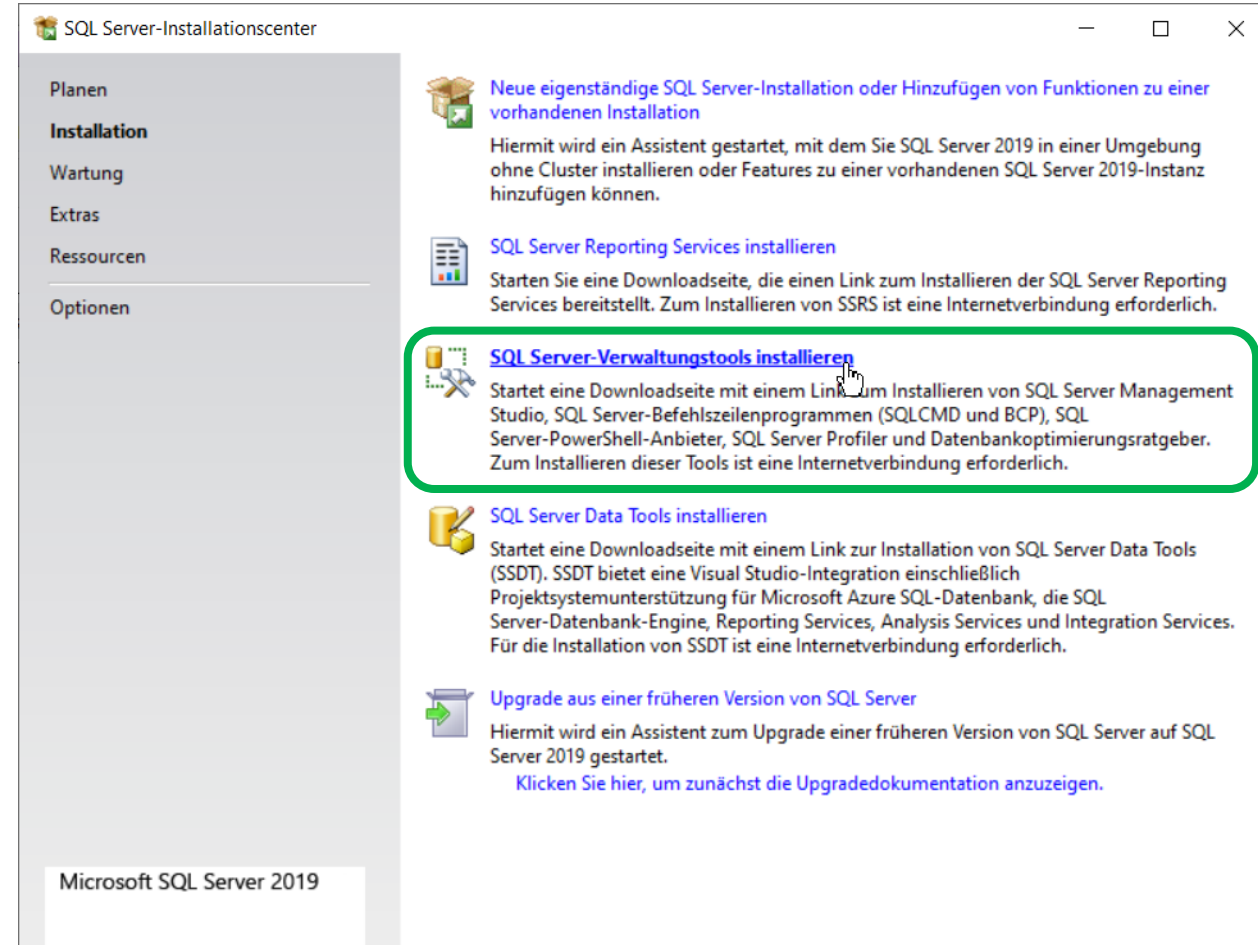 SQL Server-Installationscenter
Planen
Installation
Wartung
Extras
Ressourcen
Optionen
Neue eigenständige SQL Server-Installation oder Hinzufügen von Funktionen zu einer
vorhandenen Installation
Hiermit wird ein Assistent gestartet, mit dem Sie SQL Server 2019 in einer Umgebung
ohne Cluster installieren oder Features zu einer vorhandenen SQL Server 2019-Instanz
hinzufügen können.
SQL Server Reporting Services installieren
Starten Sie eine Downloadseite, die einen Link zum Installieren der SQL Server Reporting
Services bereitstellt. Zum Installieren von SSRS ist eine Internetverbindung erforderlich.
SQL Server-Verwaltungstools installieren
Startet eine Downloadseite mit einem Link zum Installieren von SQL Server Management
Studio, SQL Server-Befehlszeilenprogrammen (SQLCMD und BCP), SQL
Server-PowerShell-Anbieter, SQL Server Profiler und Datenbankoptimierungsratgeber.
Zum Installieren dieser Tools ist eine Internetverbindung erforderlich.
SQL Server Data Tools installieren
Startet eine Downloadseite mit einem Link zur Installation von SQL Server Data Tools
(SSDT). SSDT bietet eine Visual Studio-Integration einschließlich
Projektsystemunterstützung für Microsoft Azure SQL-Datenbank, die SQL
Server-Datenbank-Engine, Reporting Services, Analysis Services und Integration Services.
Für die Installation von SSDT ist eine Internetverbindung erforderlich.
Upgrade aus einer früheren Version von SQL Server
Hiermit wird ein Assistent zum Upgrade einer früheren Version von SQL Server auf SQL
Server 2019 gestartet.
Klicken Sie hier, um zunächst die Upgradedokumentation anzuzeigen.
Microsoft SQL Server 2019